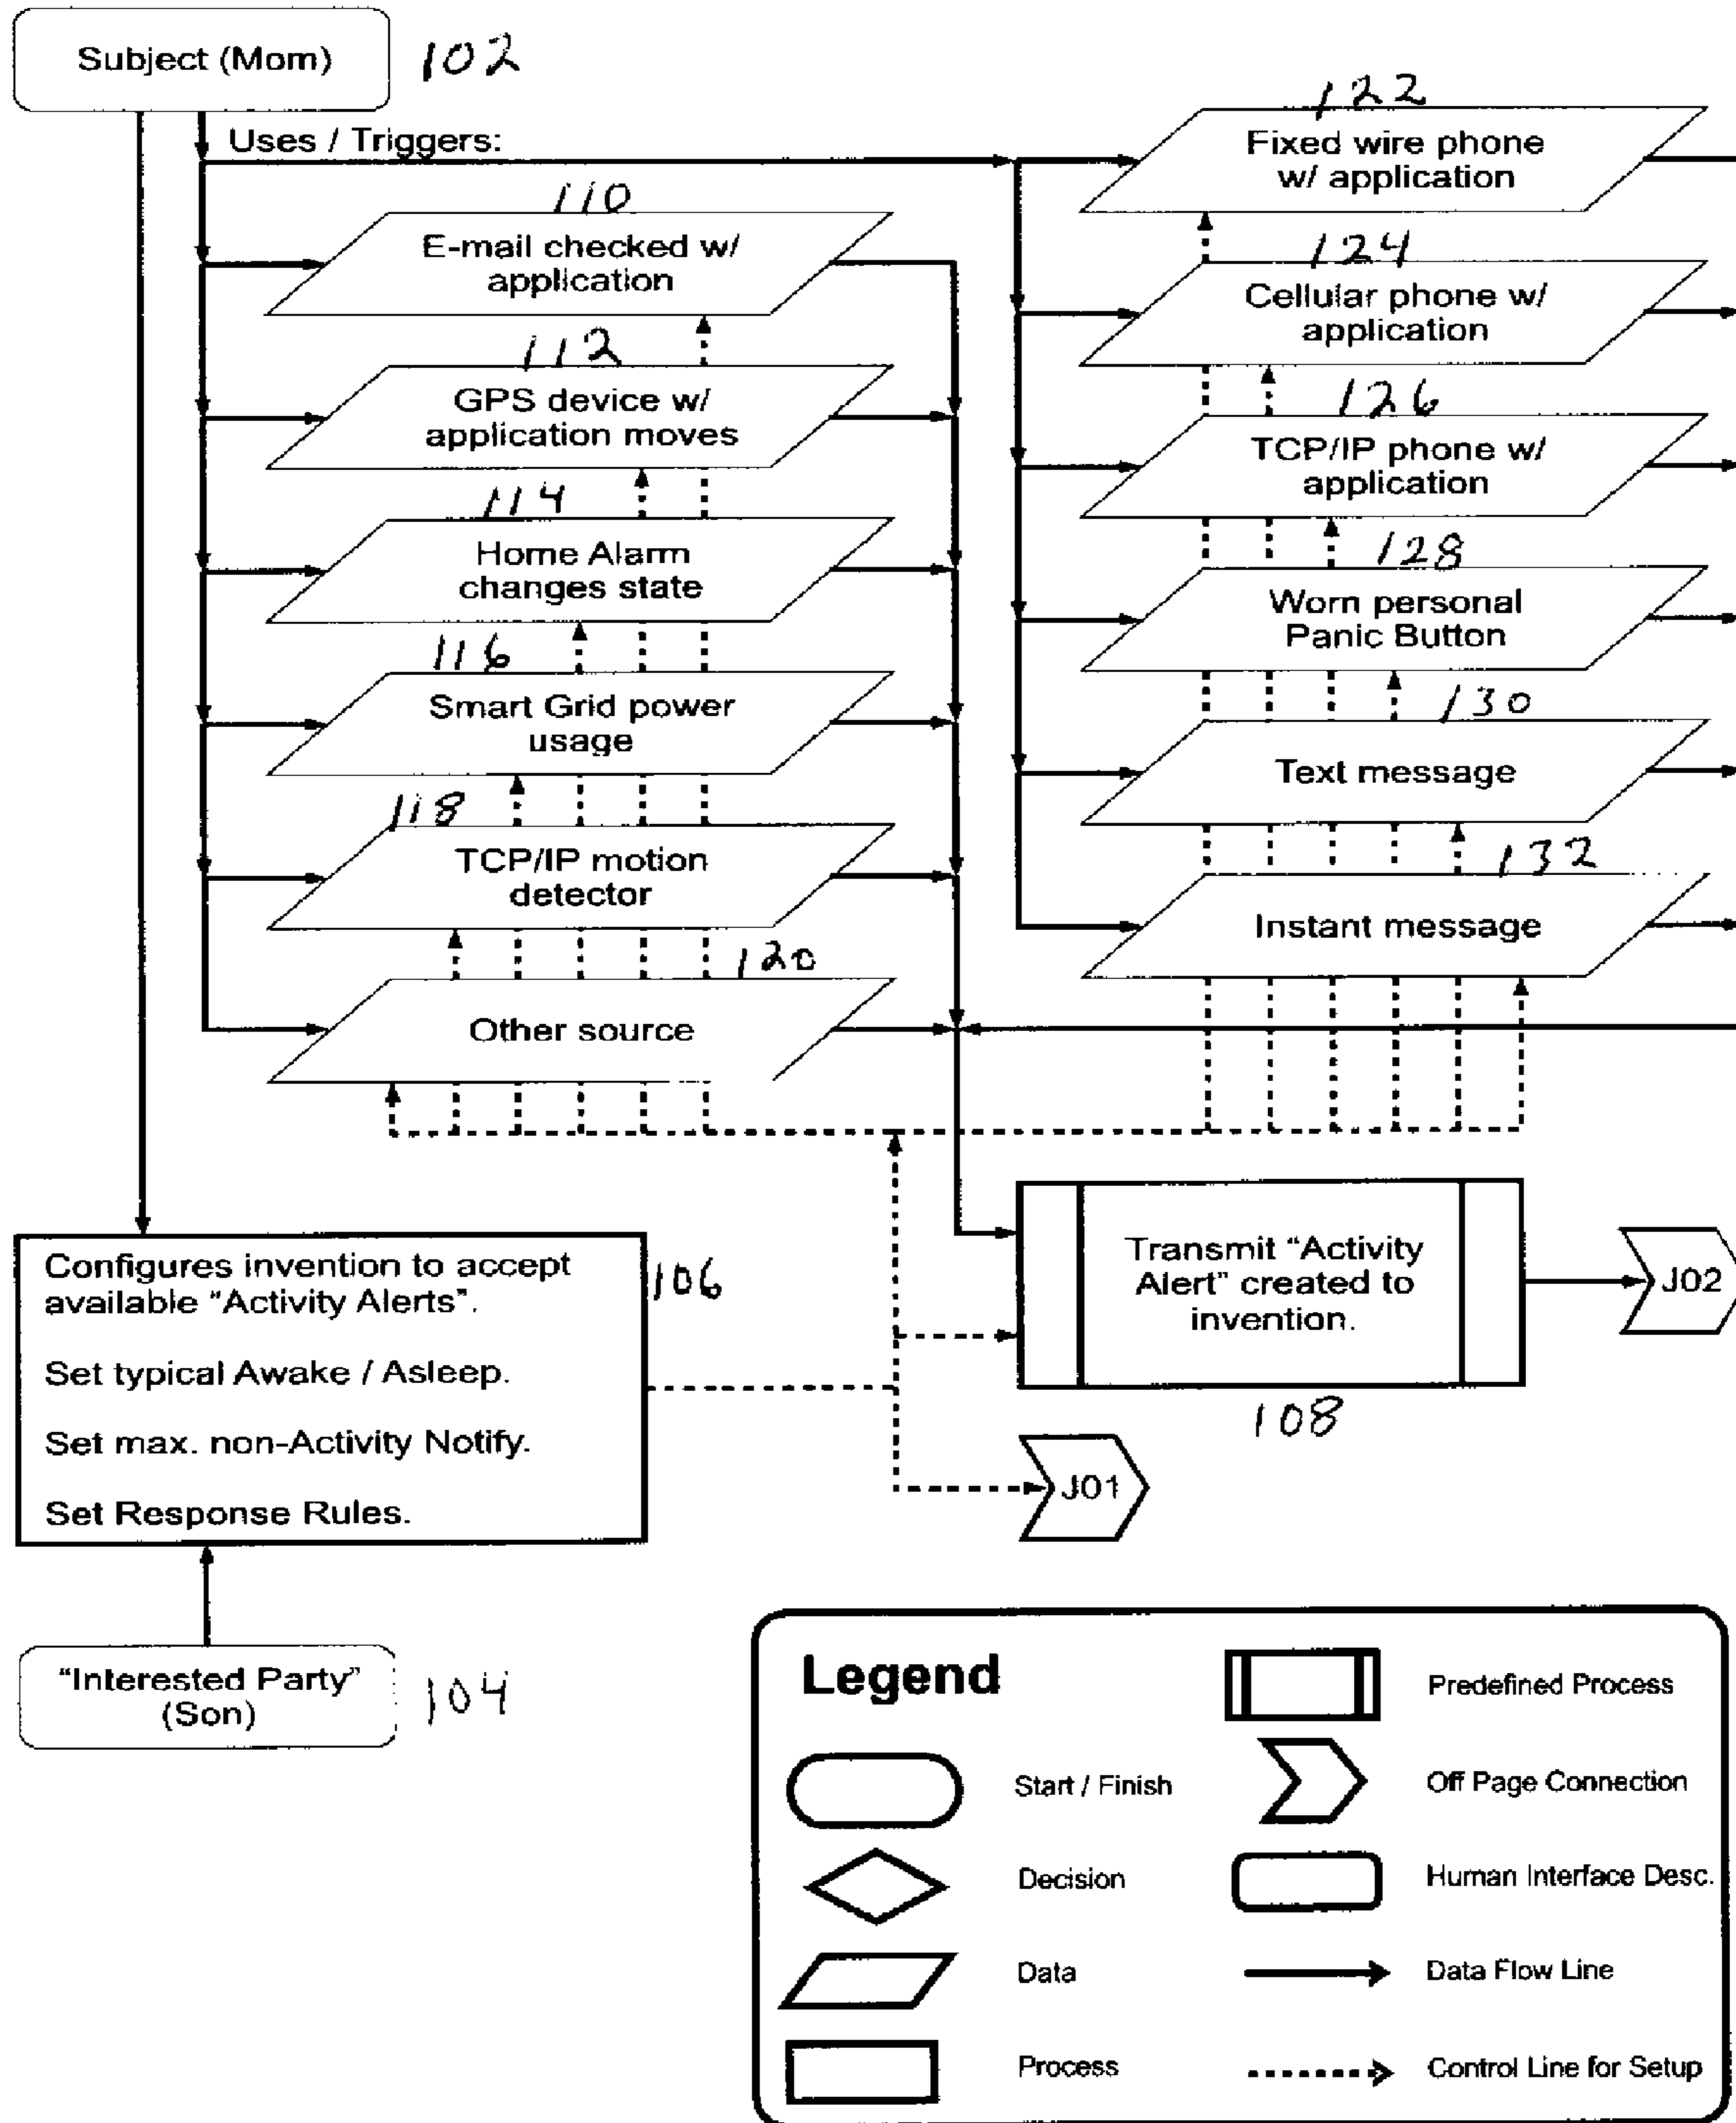 Subject (Mom)
102
Uses / Triggers:
110
E-mail checked w/
application
112
GPS device w/
application moves
114
Home Alarm
changes state
116
Smart Grid power
usage
118
TCP/IP motion
detector
120
Other source
122
Fixed wire phone
w/ application
124
Cellular phone w/
application
126
TCP/IP phone w/
application
128
Worn personal
Panic Button
130
Text message
132
Instant message
Configures invention to accept
available “Activity Alerts”.
Set typical Awake / Asleep.
Set max. non-Activity Notify.
Set Response Rules.
106
Transmit “Activity
Alert” created to
invention.
108
J02
J01
“Interested Party”
(Son)
104
Legend
Start / Finish
Decision
Data
Process
Predefined Process
Off Page Connection
Human Interface Desc.
Data Flow Line
Control Line for Setup